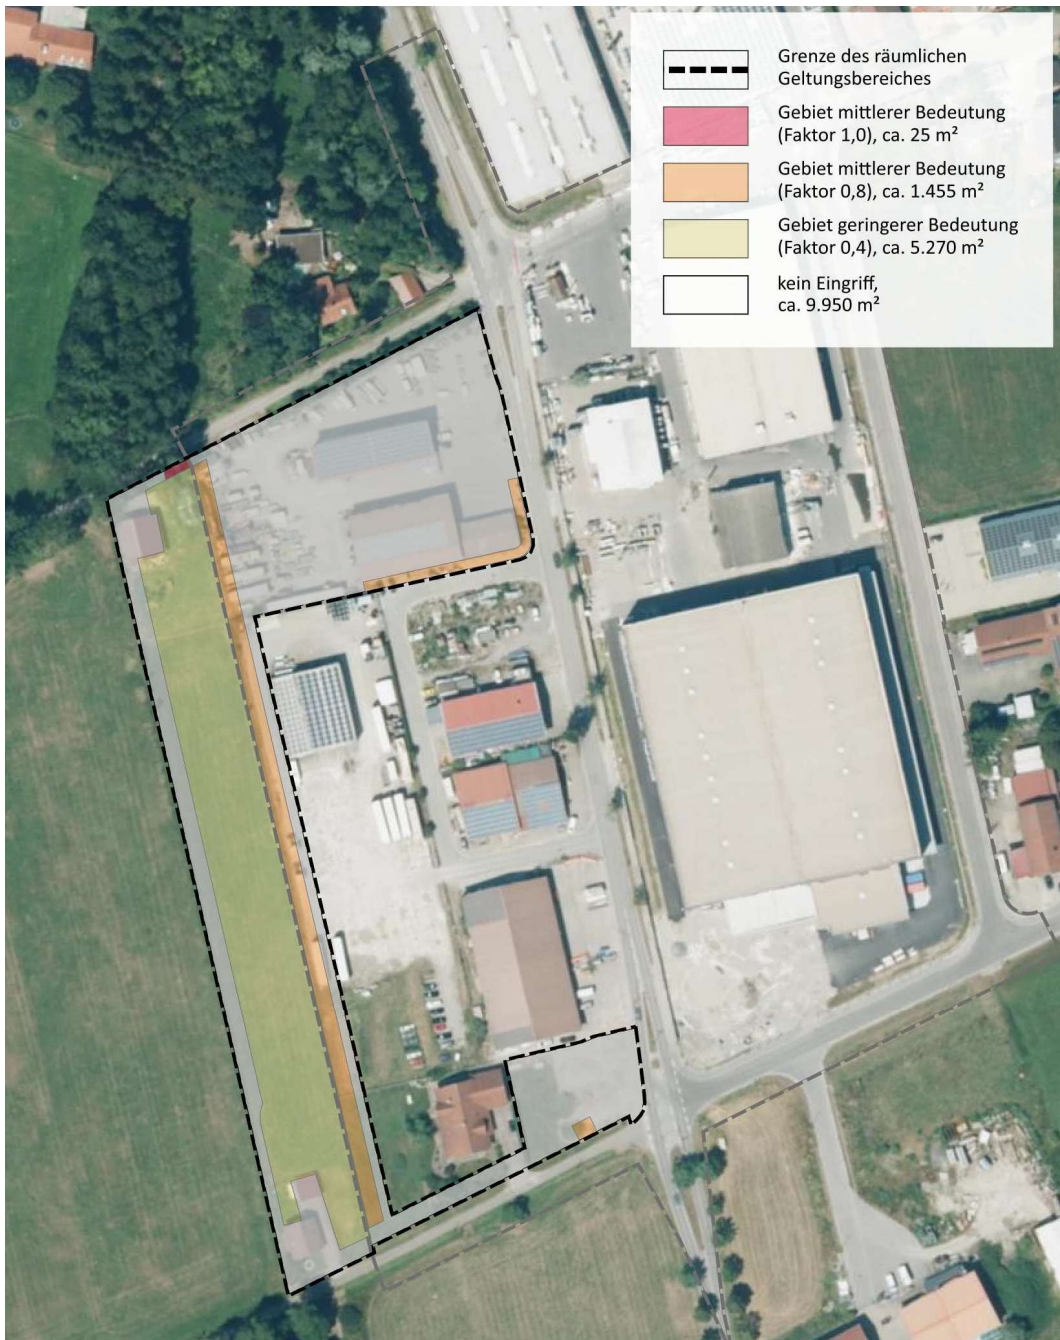 Grenze des räumlichen
Geltungsbereiches
Gebiet mittlerer Bedeutung
(Faktor 1,0), ca. 25 m²
Gebiet mittlerer Bedeutung
(Faktor 0,8), ca. 1.455 m²
Gebiet geringerer Bedeutung
(Faktor 0,4), ca. 5.270 m²
kein Eingriff,
ca. 9.950 m²